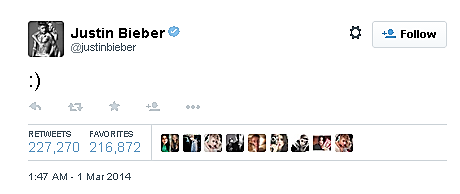 Justin Bieber
@justinbieber
Follow
:)
RETWEETS FAVORITES
227,270 216,872
1:47 AM - 1 Mar 2014